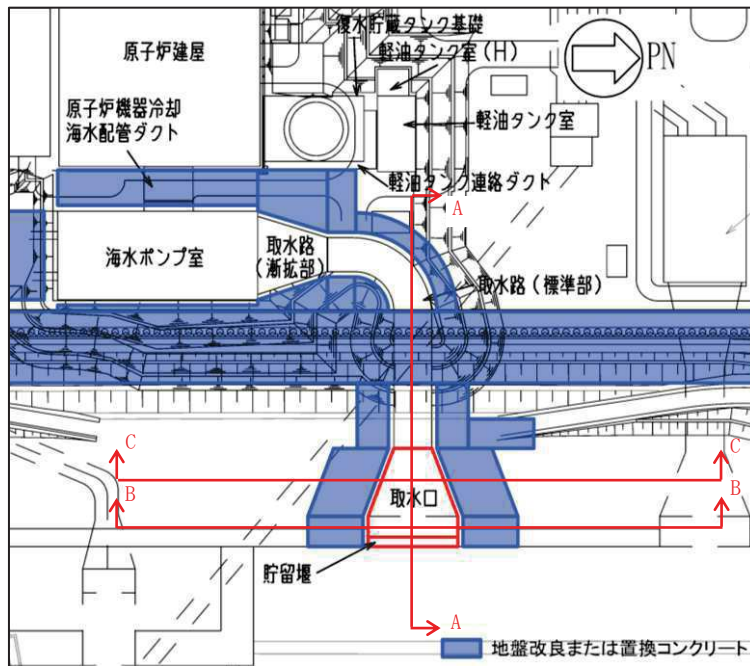 復水貯蔵タンク基礎
原子炉建屋
軽油タンク室(H)
PN
原子炉機器冷却
海水配管ダクト
軽油タンク室
軽油タンク連絡ダクト
A
海水ポンプ室
取水路
(漸拡部)
取水路(標準部)
C
C
B
B
取水口
貯留堰
A
地盤改良または置換コンクリート